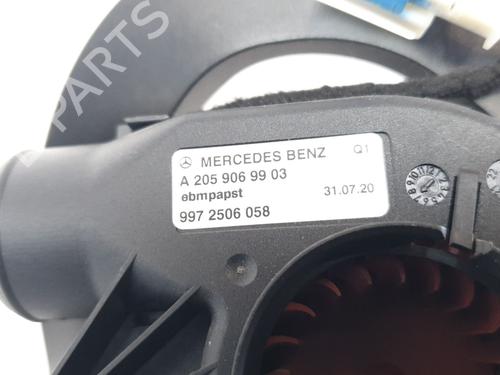 MERCEDES BENZ Q1
A 205 906 99 03
ebmpapst 31.07.20
997 2506 058
B-PARTS